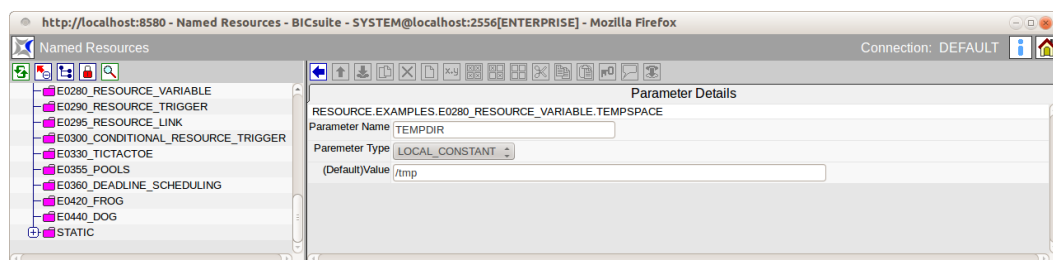 http://localhost:8580 - Named Resources - BICsuite - SYSTEM@localhost:2556[ENTERPRISE] - Mozilla Firefox
Named Resources
Connection: DEFAULT
E0280_RESOURCE_VARIABLE
E0290_RESOURCE_TRIGGER
E0295_RESOURCE_LINK
E0300_CONDITIONAL_RESOURCE_TRIGGER
E0330_TICTACTOE
E0355_POOLS
E0360_DEADLINE_SCHEDULING
E0420_FROG
E0440_DOG
STATIC
Parameter Details
RESOURCE.EXAMPLES.E0280_RESOURCE_VARIABLE.TEMPSPACE
Parameter Name TEMPDIR
Paremeter Type LOCAL_CONSTANT
(Default)Value /tmp